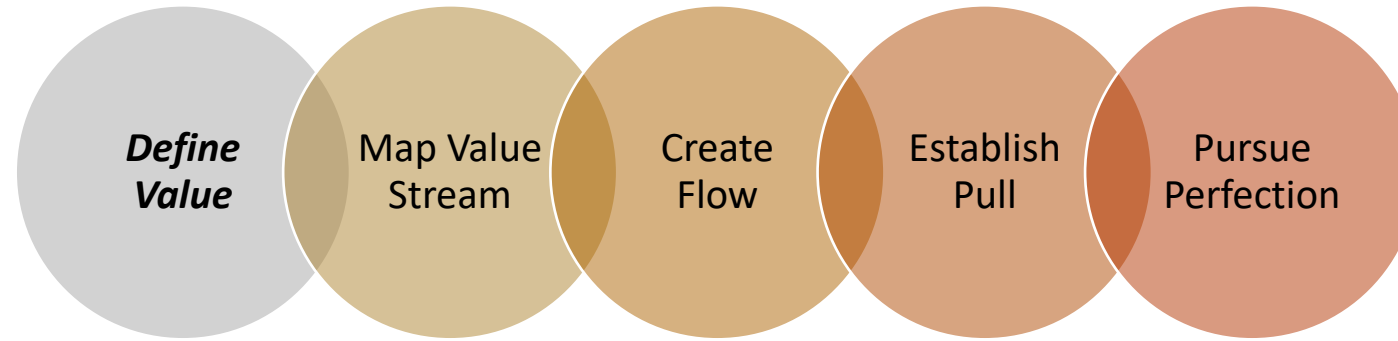 Define
Value
Map Value
Stream
Create
Flow
Establish
Pull
Pursue
Perfection